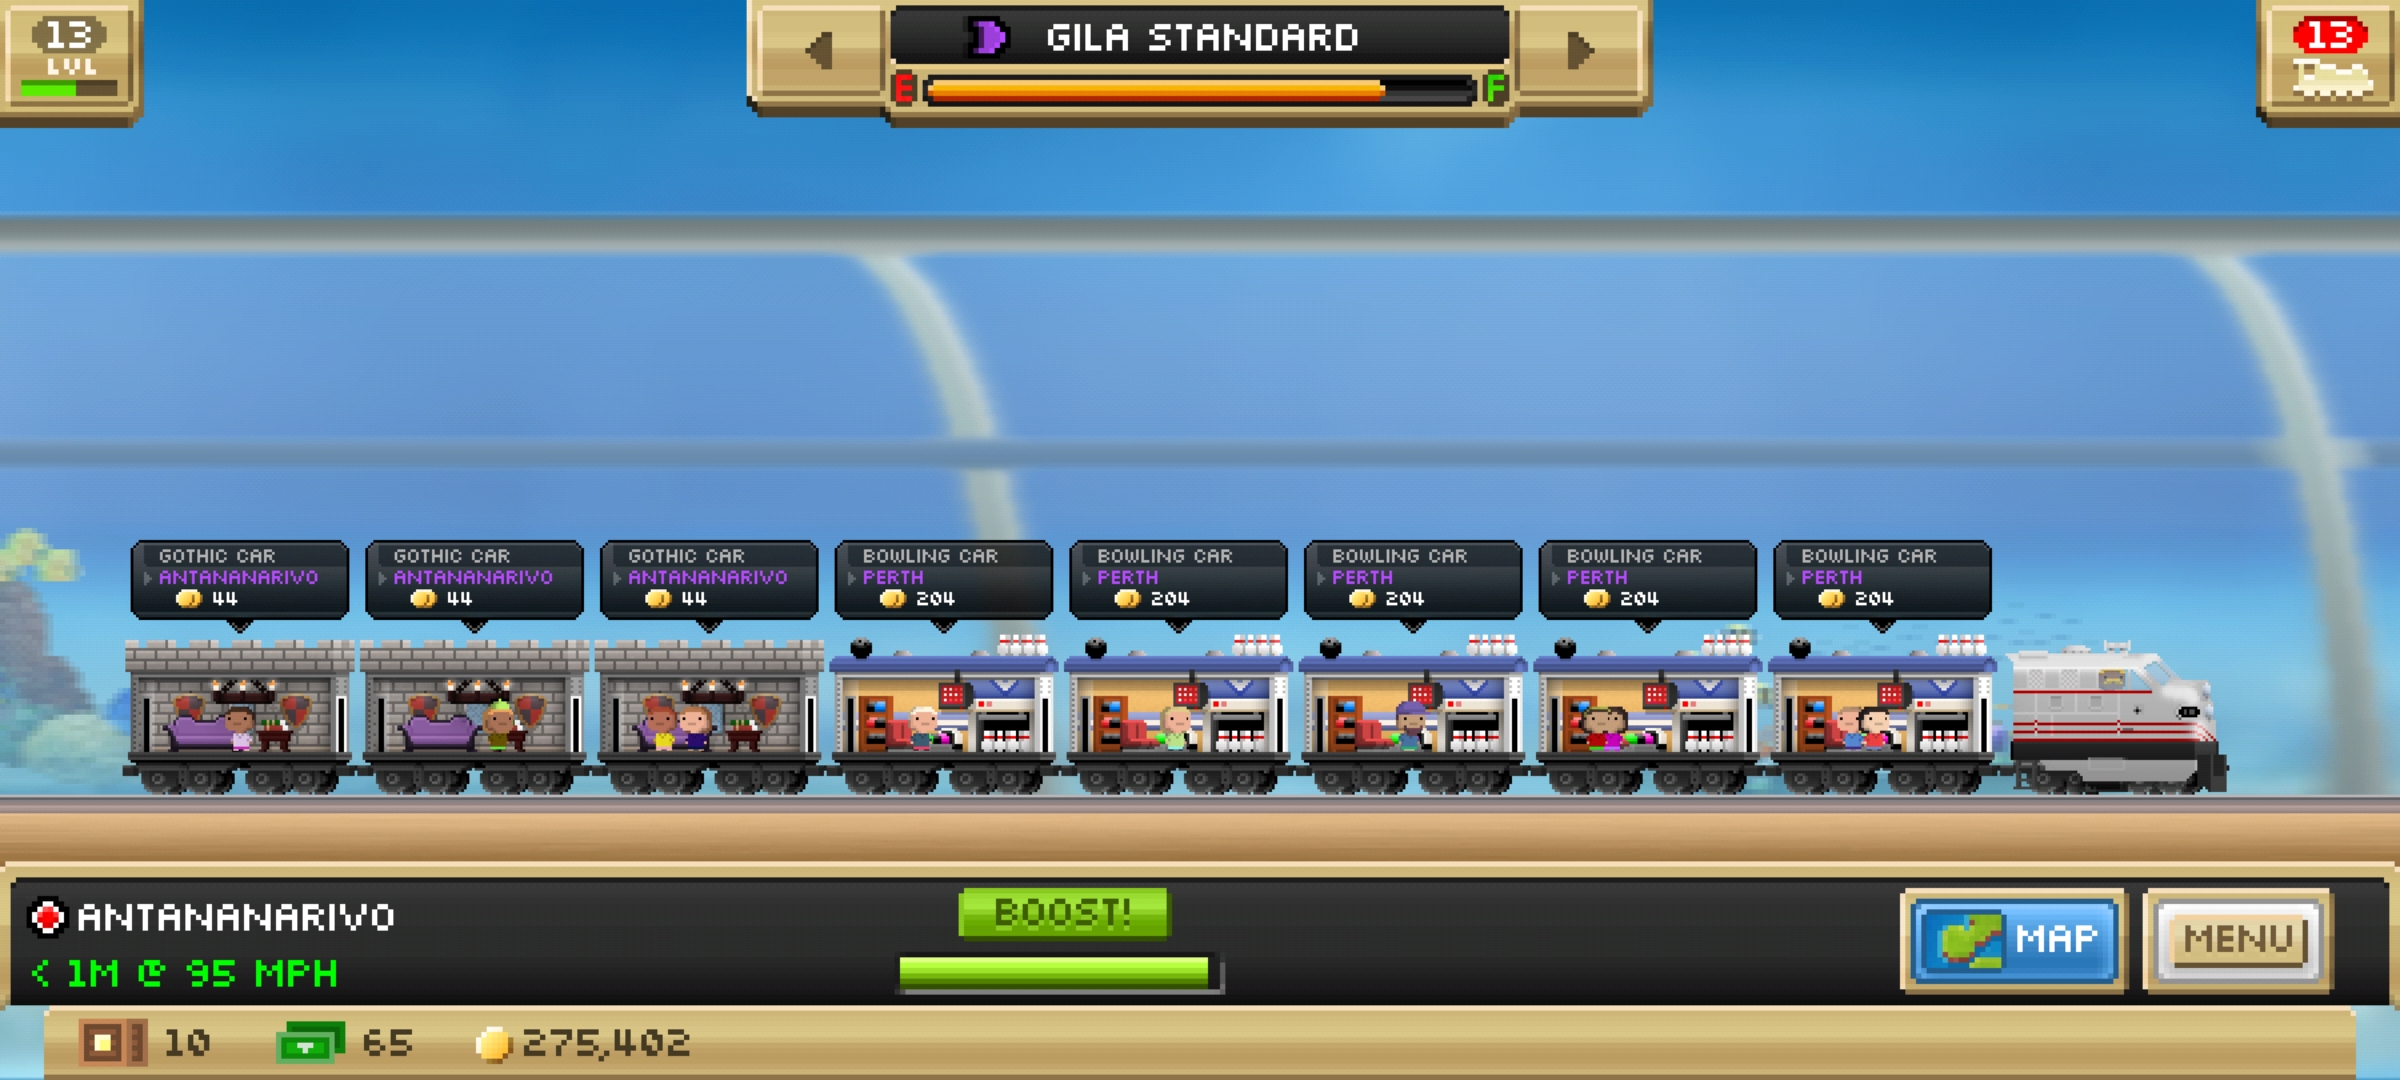 13
LVL
GILA STANDARD
E
F
13
GOTHIC CAR
ANTANANARIVO
44
GOTHIC CAR
ANTANANARIVO
44
GOTHIC CAR
ANTANANARIVO
44
BOWLING CAR
PERTH
204
BOWLING CAR
PERTH
204
BOWLING CAR
PERTH
204
BOWLING CAR
PERTH
204
BOWLING CAR
PERTH
204
ANTANANARIVO
< 1M @ 95 MPH
BOOST!
MAP
MENU
10
65
275,402